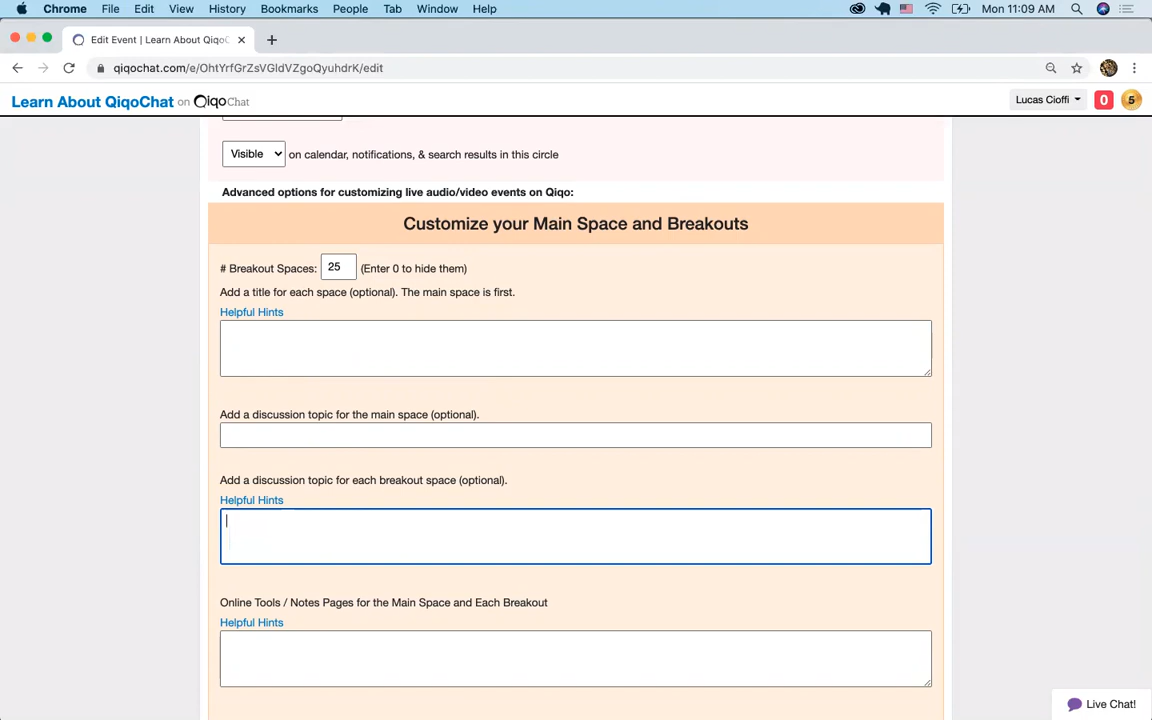 Chrome File Edit View History Bookmarks People Tab Window Help Mon 11:09 AM
Edit Event | Learn About Qiqo
qiqochat.com/e/OhtYrfGrZsVGldVZgoQyuhdrK/edit
Learn About QiqoChat on QiqoChat Lucas Cioffi 0 5
Visible on calendar, notifications, & search results in this circle
Advanced options for customizing live audio/video events on Qiqo:
Customize your Main Space and Breakouts
# Breakout Spaces: 25 (Enter 0 to hide them)
Add a title for each space (optional). The main space is first.
Helpful Hints
Add a discussion topic for the main space (optional).
Add a discussion topic for each breakout space (optional).
Helpful Hints
Online Tools / Notes Pages for the Main Space and Each Breakout
Helpful Hints
Live Chat!